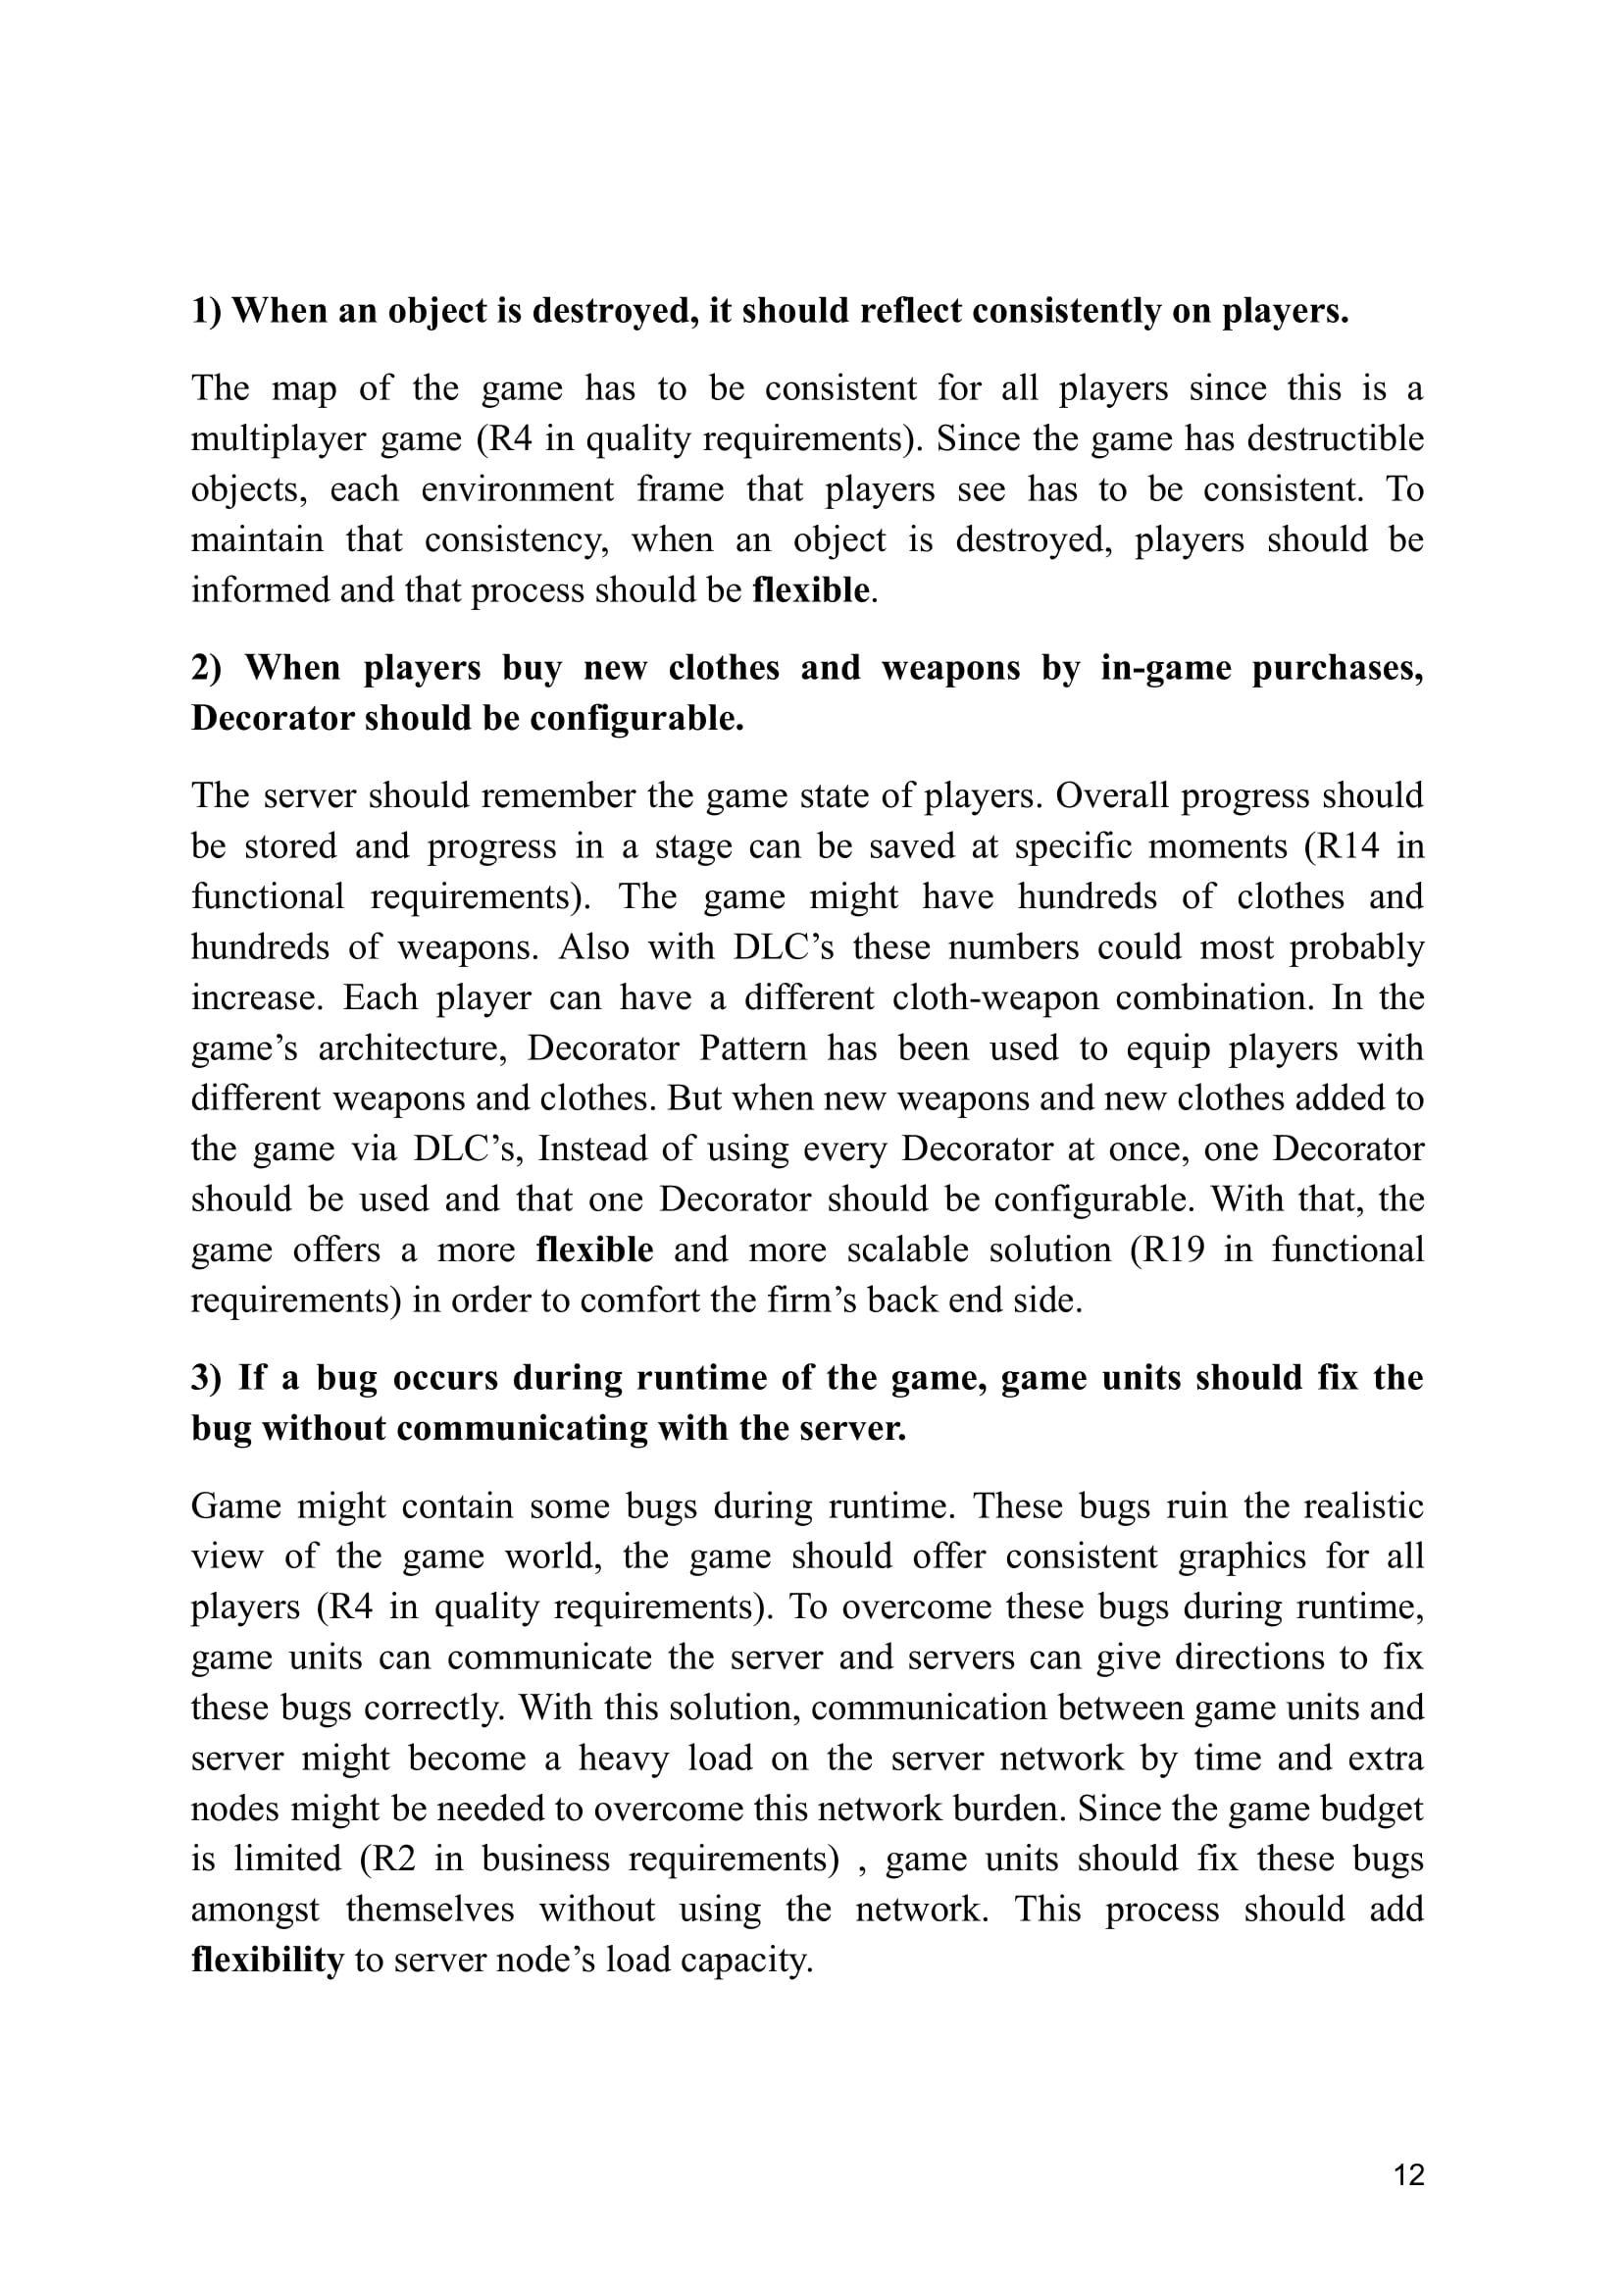 1) When an object is destroyed, it should reflect consistently on players.
The map of the game has to be consistent for all players since this is a
multiplayer game (R4 in quality requirements). Since the game has destructible
objects, each environment frame that players see has to be consistent. To
maintain that consistency, when an object is destroyed, players should be
informed and that process should be flexible.
2) When players buy new clothes and weapons by in-game purchases,
Decorator should be configurable.
The server should remember the game state of players. Overall progress should
be stored and progress in a stage can be saved at specific moments (R14 in
functional requirements). The game might have hundreds of clothes and
hundreds of weapons. Also with DLC’s these numbers could most probably
increase. Each player can have a different cloth-weapon combination. In the
game’s architecture, Decorator Pattern has been used to equip players with
different weapons and clothes. But when new weapons and new clothes added to
the game via DLC’s, Instead of using every Decorator at once, one Decorator
should be used and that one Decorator should be configurable. With that, the
game offers a more flexible and more scalable solution (R19 in functional
requirements) in order to comfort the firm’s back end side.
3) If a bug occurs during runtime of the game, game units should fix the
bug without communicating with the server.
Game might contain some bugs during runtime. These bugs ruin the realistic
view of the game world, the game should offer consistent graphics for all
players (R4 in quality requirements). To overcome these bugs during runtime,
game units can communicate the server and servers can give directions to fix
these bugs correctly. With this solution, communication between game units and
server might become a heavy load on the server network by time and extra
nodes might be needed to overcome this network burden. Since the game budget
is limited (R2 in business requirements) , game units should fix these bugs
amongst themselves without using the network. This process should add
flexibility to server node’s load capacity.
12